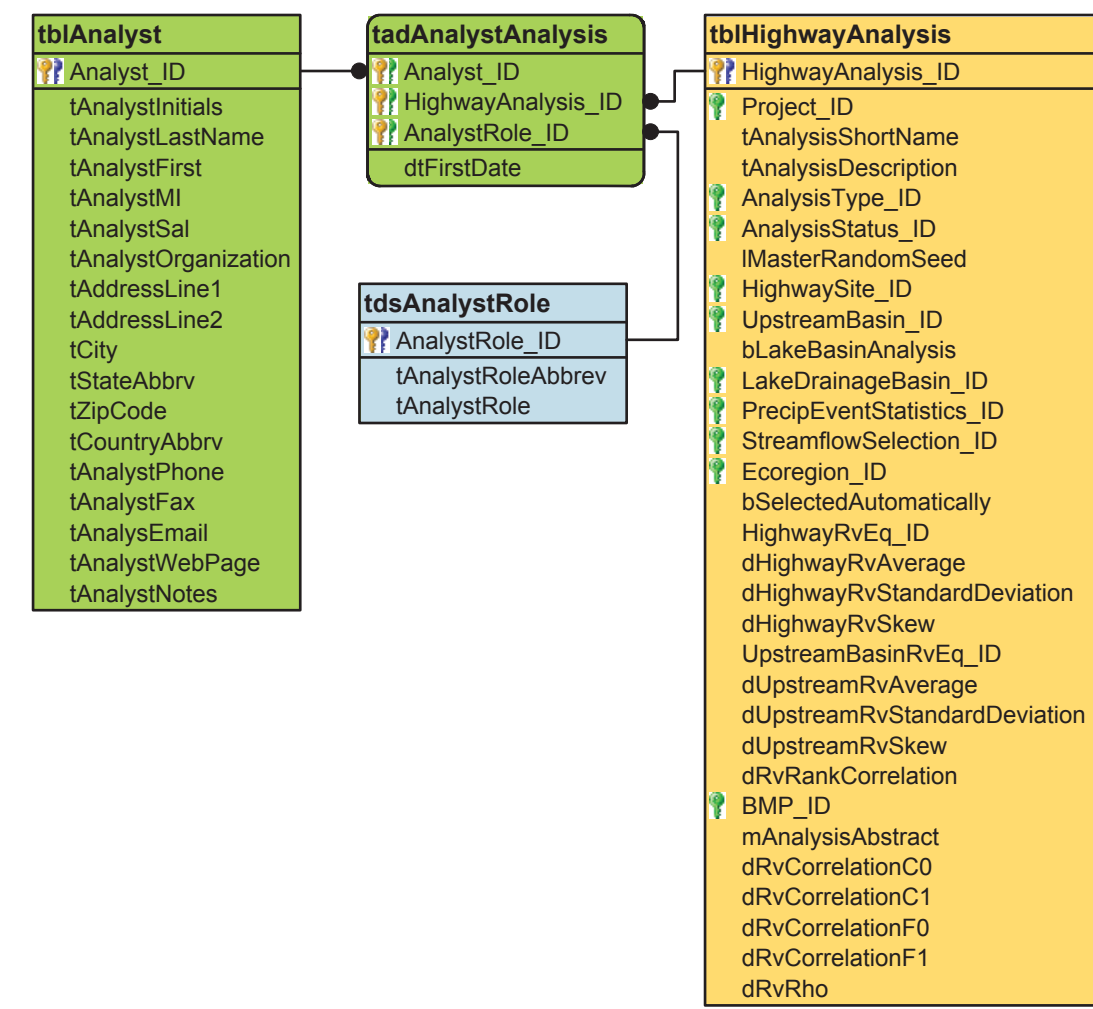 tblAnalyst
Analyst_ID
tAnalystInitials
tAnalystLastName
tAnalystFirst
tAnalystMI
tAnalystSal
tAnalystOrganization
tAddressLine1
tAddressLine2
tCity
tStateAbbrv
tZipCode
tCountryAbbrv
tAnalystPhone
tAnalystFax
tAnalysEmail
tAnalystWebPage
tAnalystNotes
tadAnalystAnalysis
Analyst_ID
HighwayAnalysis_ID
AnalystRole_ID
dtFirstDate
tdsAnalystRole
AnalystRole_ID
tAnalystRoleAbbrev
tAnalystRole
tblHighwayAnalysis
HighwayAnalysis_ID
Project_ID
tAnalysisShortName
tAnalysisDescription
AnalysisType_ID
AnalysisStatus_ID
lMasterRandomSeed
HighwaySite_ID
UpstreamBasin_ID
bLakeBasinAnalysis
LakeDrainageBasin_ID
PrecipEventStatistics_ID
StreamflowSelection_ID
Ecoregion_ID
bSelectedAutomatically
HighwayRvEq_ID
dHighwayRvAverage
dHighwayRvStandardDeviation
dHighwayRvSkew
UpstreamBasinRvEq_ID
dUpstreamRvAverage
dUpstreamRvStandardDeviation
dUpstreamRvSkew
dRvRankCorrelation
BMP_ID
mAnalysisAbstract
dRvCorrelationC0
dRvCorrelationC1
dRvCorrelationF0
dRvCorrelationF1
dRvRho